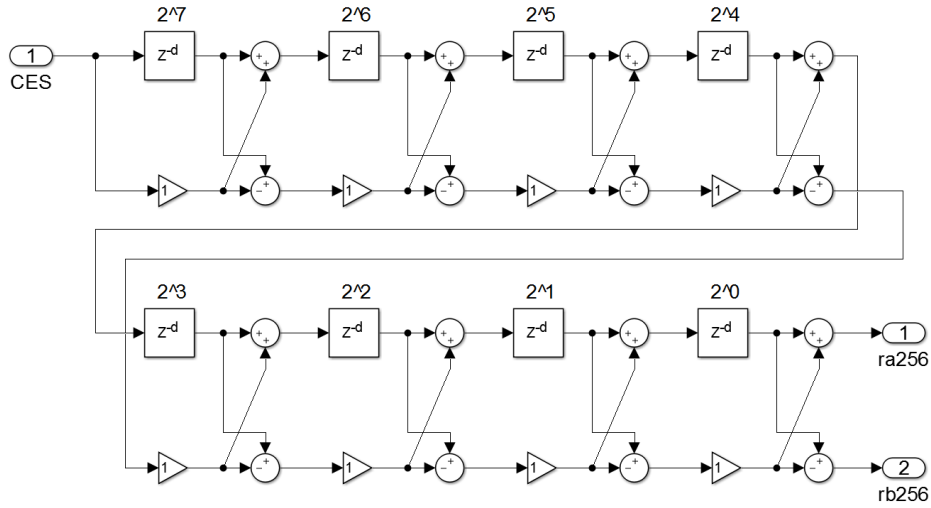 2^7 2^6 2^5 2^4
1 z-d + + z-d + + z-d + + z-d + +
CES
1 - + 1 - + 1 - + 1 - +
2^3 2^2 2^1 2^0
z-d + + z-d + + z-d + + z-d + + 1
ra256
1 - + 1 - + 1 - + 1 - + 2
rb256